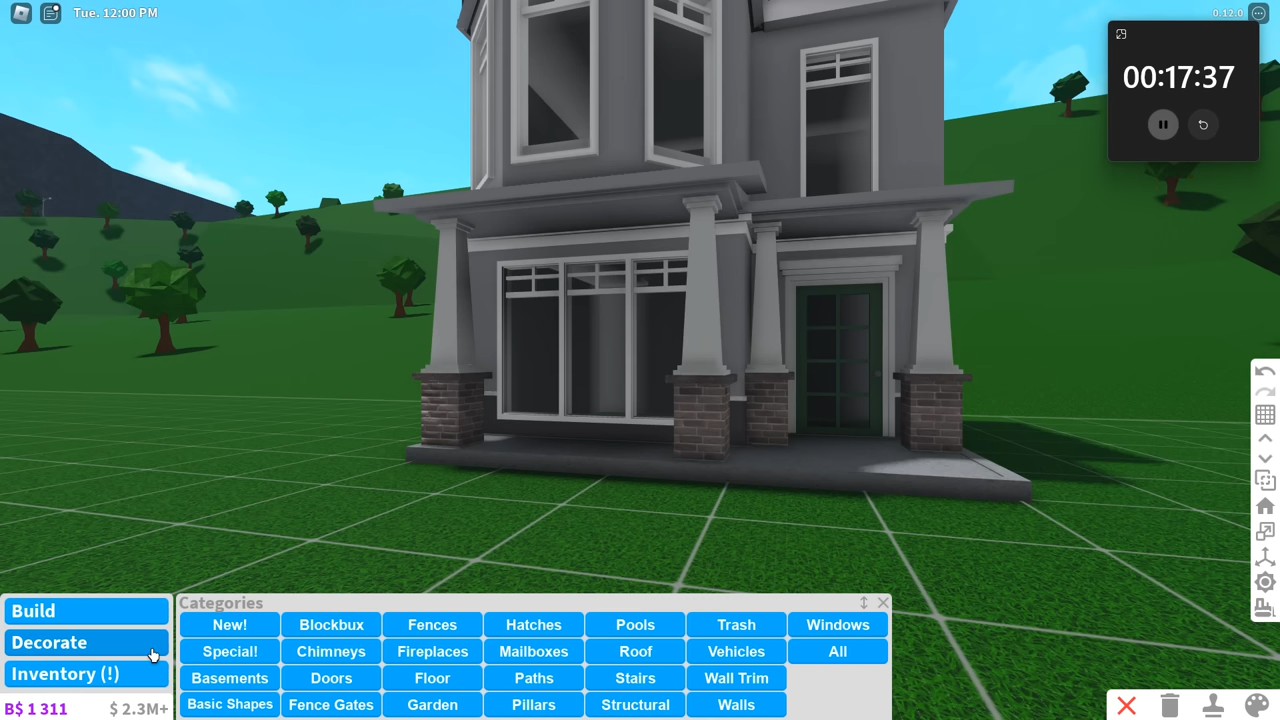 Tue. 12:00 PM
0.12.0
00:17:37
Build
Decorate
Inventory (!)
B$ 1 311 $ 2.3M+
Categories
New! Blockbux Fences Hatches Pools Trash Windows
Special! Chimneys Fireplaces Mailboxes Roof Vehicles All
Basements Doors Floor Paths Stairs Wall Trim
Basic Shapes Fence Gates Garden Pillars Structural Walls